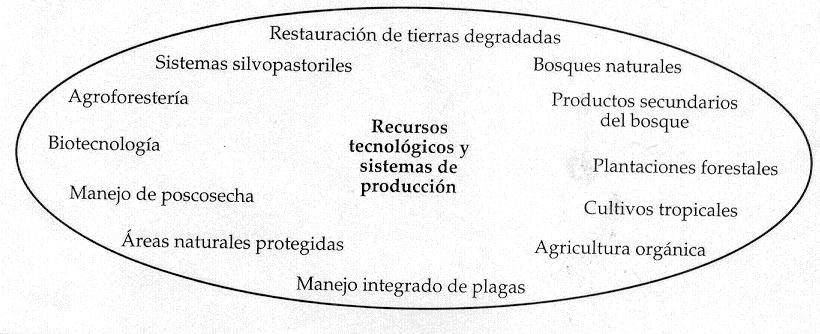 Restauración de tierras degradadas
Sistemas silvopastoriles
Bosques naturales
Agroforestería
Productos secundarios
del bosque
Recursos
tecnológicos y
sistemas de
producción
Biotecnología
Plantaciones forestales
Manejo de poscosecha
Cultivos tropicales
Áreas naturales protegidas
Agricultura orgánica
Manejo integrado de plagas